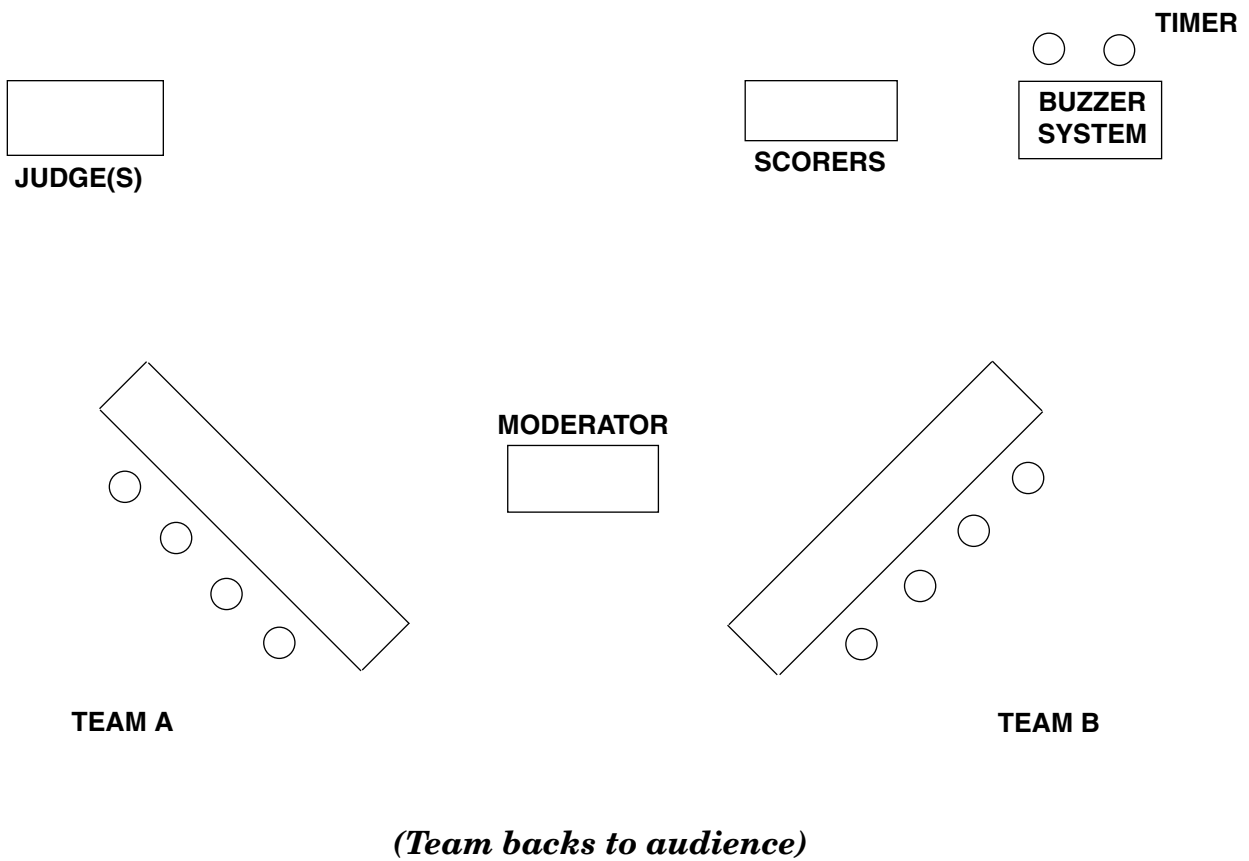 TIMER
BUZZER
SYSTEM
JUDGE(S)
SCORERS
MODERATOR
TEAM A
TEAM B
(Team backs to audience)